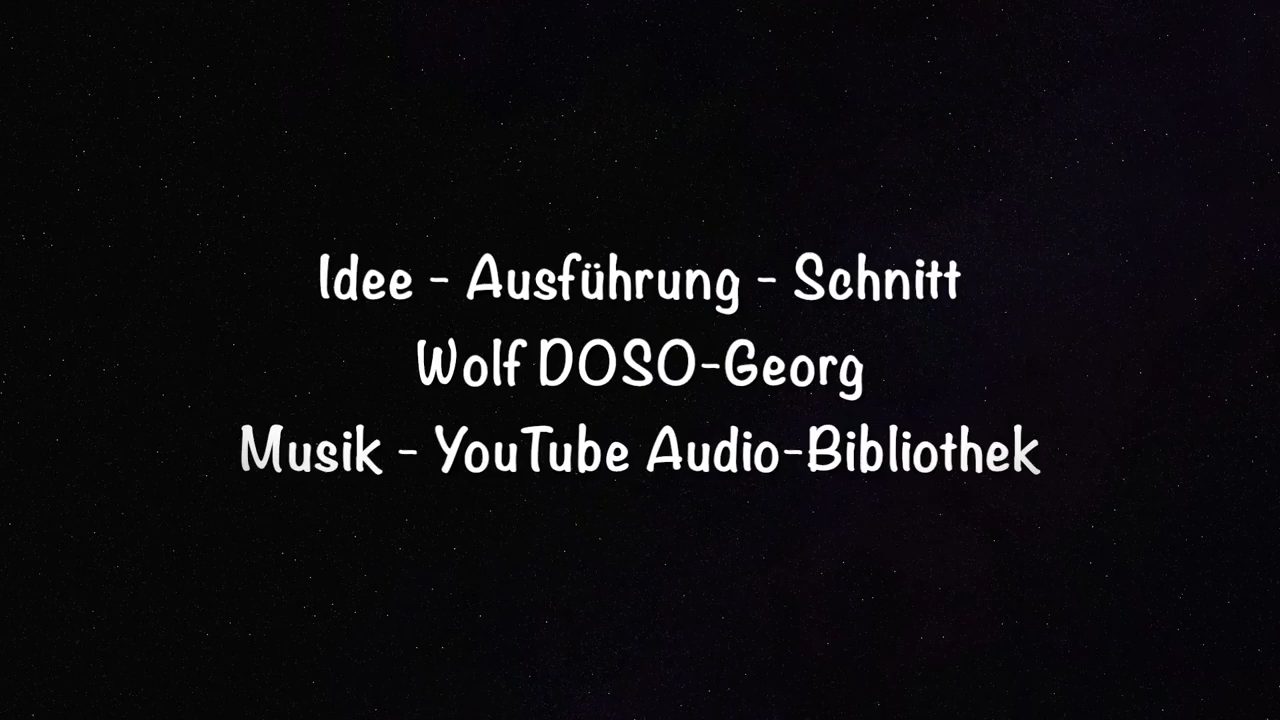 Idee - Ausführung - Schnitt
Wolf DOSO-Georg
Musik - YouTube Audio-Bibliothek